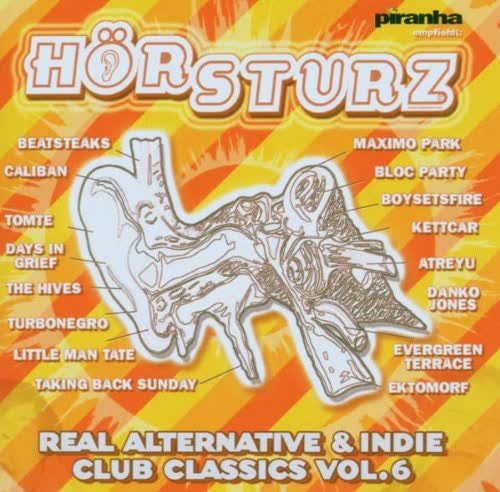 piranha
empfiehlt:
HÖRSTURZ
BEATSTEAKS
CALIBAN
TOMTE
DAYS IN
GRIEF
THE HIVES
TURBONEGRO
LITTLE MAN TATE
TAKING BACK SUNDAY
MAXIMO PARK
BLOC PARTY
BOYSETSFIRE
KETTCAR
ATREYU
DANKO
JONES
EVERGREEN
TERRACE
EKTOMORF
REAL ALTERNATIVE & INDIE
CLUB CLASSICS VOL.6